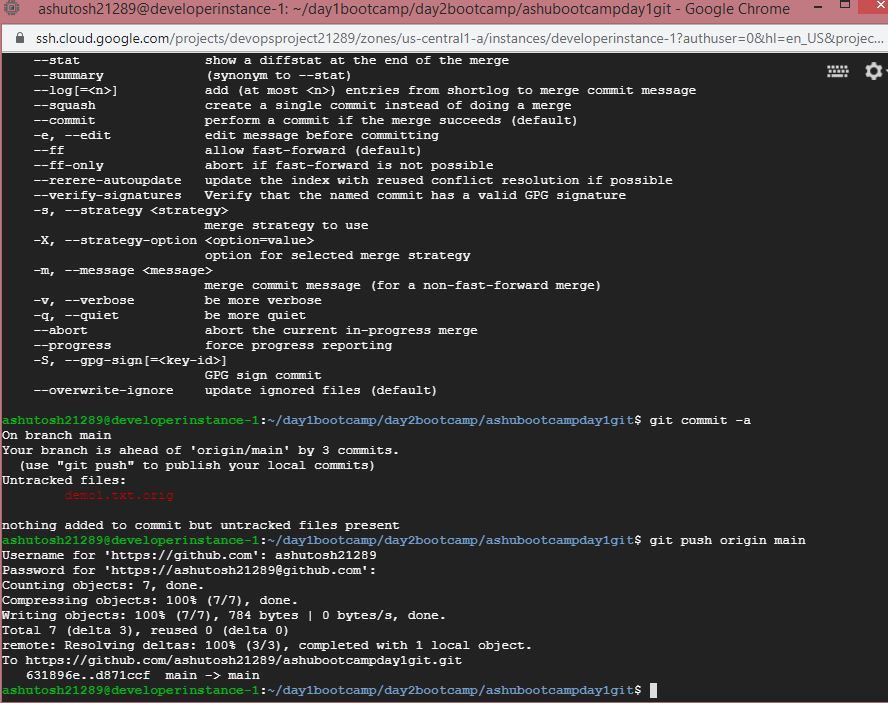 ashutosh21289@developerinstance-1: ~/day1bootcamp/day2bootcamp/ashubootcampday1git - Google Chrome
ssh.cloud.google.com/projects/devopsproject21289/zones/us-central1-a/instances/developerinstance-1?authuser=0&hl=en_US&projec...
--stat                show a diffstat at the end of the merge
--summary             (synonym to --stat)
--log[=<n>]           add (at most <n>) entries from shortlog to merge commit message
--squash              create a single commit instead of doing a merge
--commit              perform a commit if the merge succeeds (default)
-e, --edit            edit message before committing
--ff                  allow fast-forward (default)
--ff-only             abort if fast-forward is not possible
--rerere-autoupdate   update the index with reused conflict resolution if possible
--verify-signatures   Verify that the named commit has a valid GPG signature
-s, --strategy <strategy>
merge strategy to use
-X, --strategy-option <option=value>
option for selected merge strategy
-m, --message <message>
merge commit message (for a non-fast-forward merge)
-v, --verbose         be more verbose
-q, --quiet           be more quiet
--abort               abort the current in-progress merge
--progress            force progress reporting
-S, --gpg-sign[=<key-id>]
GPG sign commit
--overwrite-ignore    update ignored files (default)
ashutosh21289@developerinstance-1:~/day1bootcamp/day2bootcamp/ashubootcampday1git$ git commit -a
On branch main
Your branch is ahead of 'origin/main' by 3 commits.
(use "git push" to publish your local commits)
Untracked files:
demo1.txt.orig
nothing added to commit but untracked files present
ashutosh21289@developerinstance-1:~/day1bootcamp/day2bootcamp/ashubootcampday1git$ git push origin main
Username for 'https://github.com': ashutosh21289
Password for 'https://ashutosh21289@github.com':
Counting objects: 7, done.
Compressing objects: 100% (7/7), done.
Writing objects: 100% (7/7), 784 bytes | 0 bytes/s, done.
Total 7 (delta 3), reused 0 (delta 0)
remote: Resolving deltas: 100% (3/3), completed with 1 local object.
To https://github.com/ashutosh21289/ashubootcampday1git.git
631896e..d871ccf  main -> main
ashutosh21289@developerinstance-1:~/day1bootcamp/day2bootcamp/ashubootcampday1git$